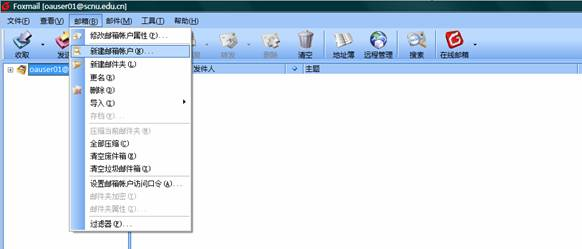 Foxmail [oauser01@scnu.edu.cn]
文件(F) 查看(V) 邮箱(B) 邮件(M) 工具(T) 帮助(H)
收取 发送 转发 删除 清空 地址簿 远程管理 搜索 在线邮箱
oauser01@ 发件人 主题
修改邮箱帐户属性(P)...
新建邮箱帐户(N)...
新建邮件夹(L)
更名(R)
删除(D)
导入(I)
存档(V)...
压缩当前邮件夹(K)
全部压缩(C)
清空废件箱(E)
清空垃圾邮件箱(S)
设置邮箱帐户访问口令(A)...
邮件夹加密(E)
邮件夹属性(O)...
过滤器(F)...